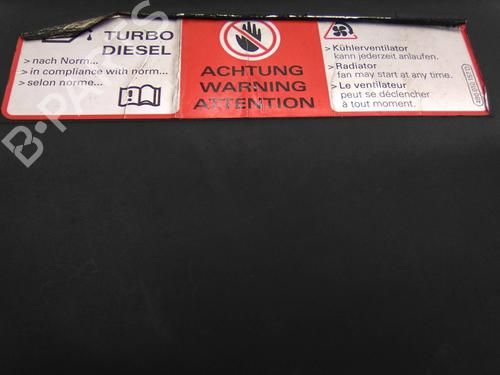 TURBO
DIESEL
> nach Norm...
> in compliance with norm...
> selon norme...
ACHTUNG
WARNING
ATTENTION
> Kühlerventilator
kann jederzeit anlaufen.
> Radiator
fan may start at any time.
> Le ventilateur
peut se déclencher
à tout moment.
B-PARTS